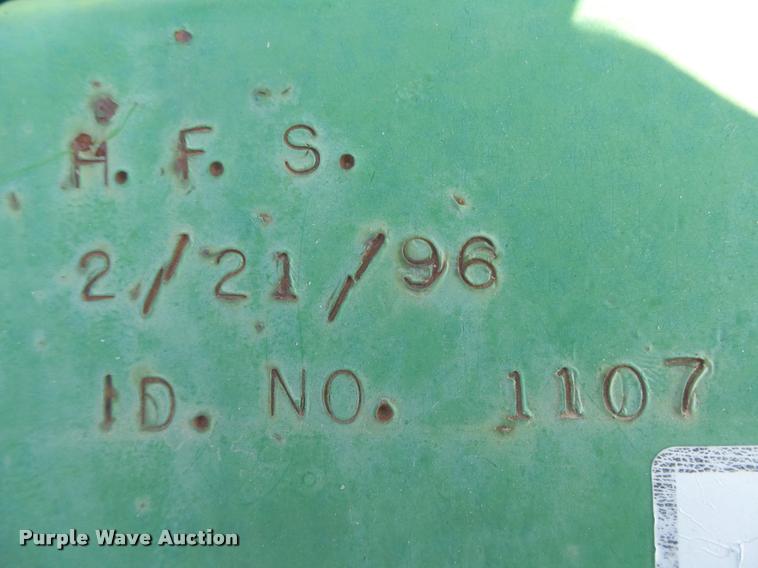 H. F. S.
2/21/96
ID. NO. 1107
Purple Wave Auction